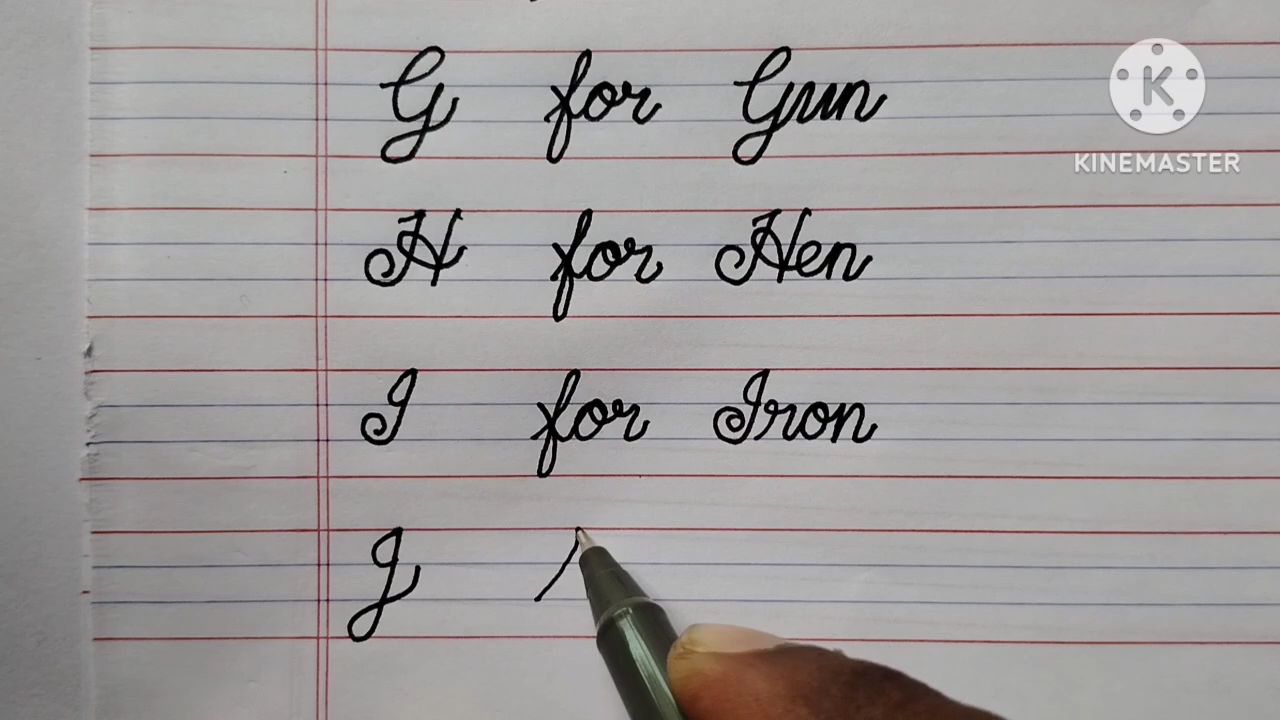 G for Gun
K
KINEMASTER
H for Hen
I for Iron
J